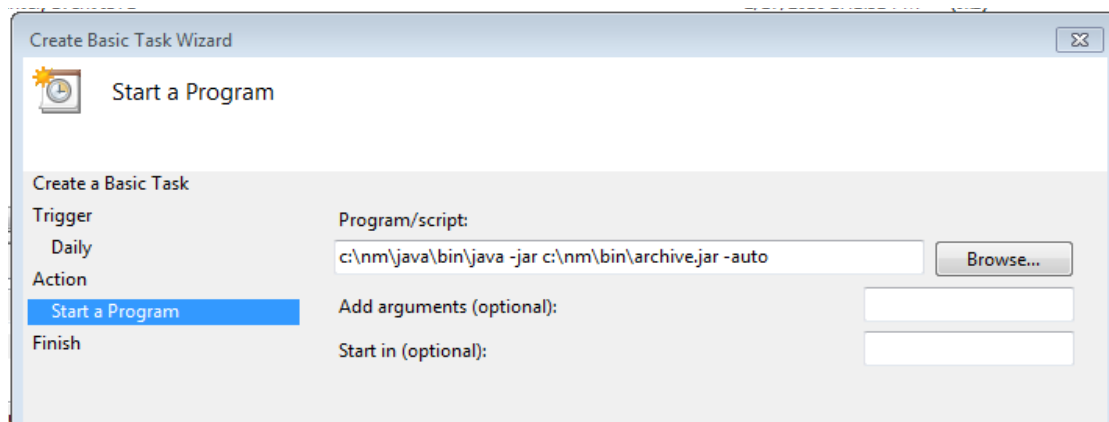 Create Basic Task Wizard
Start a Program
Create a Basic Task
Trigger
Daily
Action
Start a Program
Finish
Program/script:
c:\nm\java\bin\java -jar c:\nm\bin\archive.jar -auto
Browse...
Add arguments (optional):
Start in (optional):